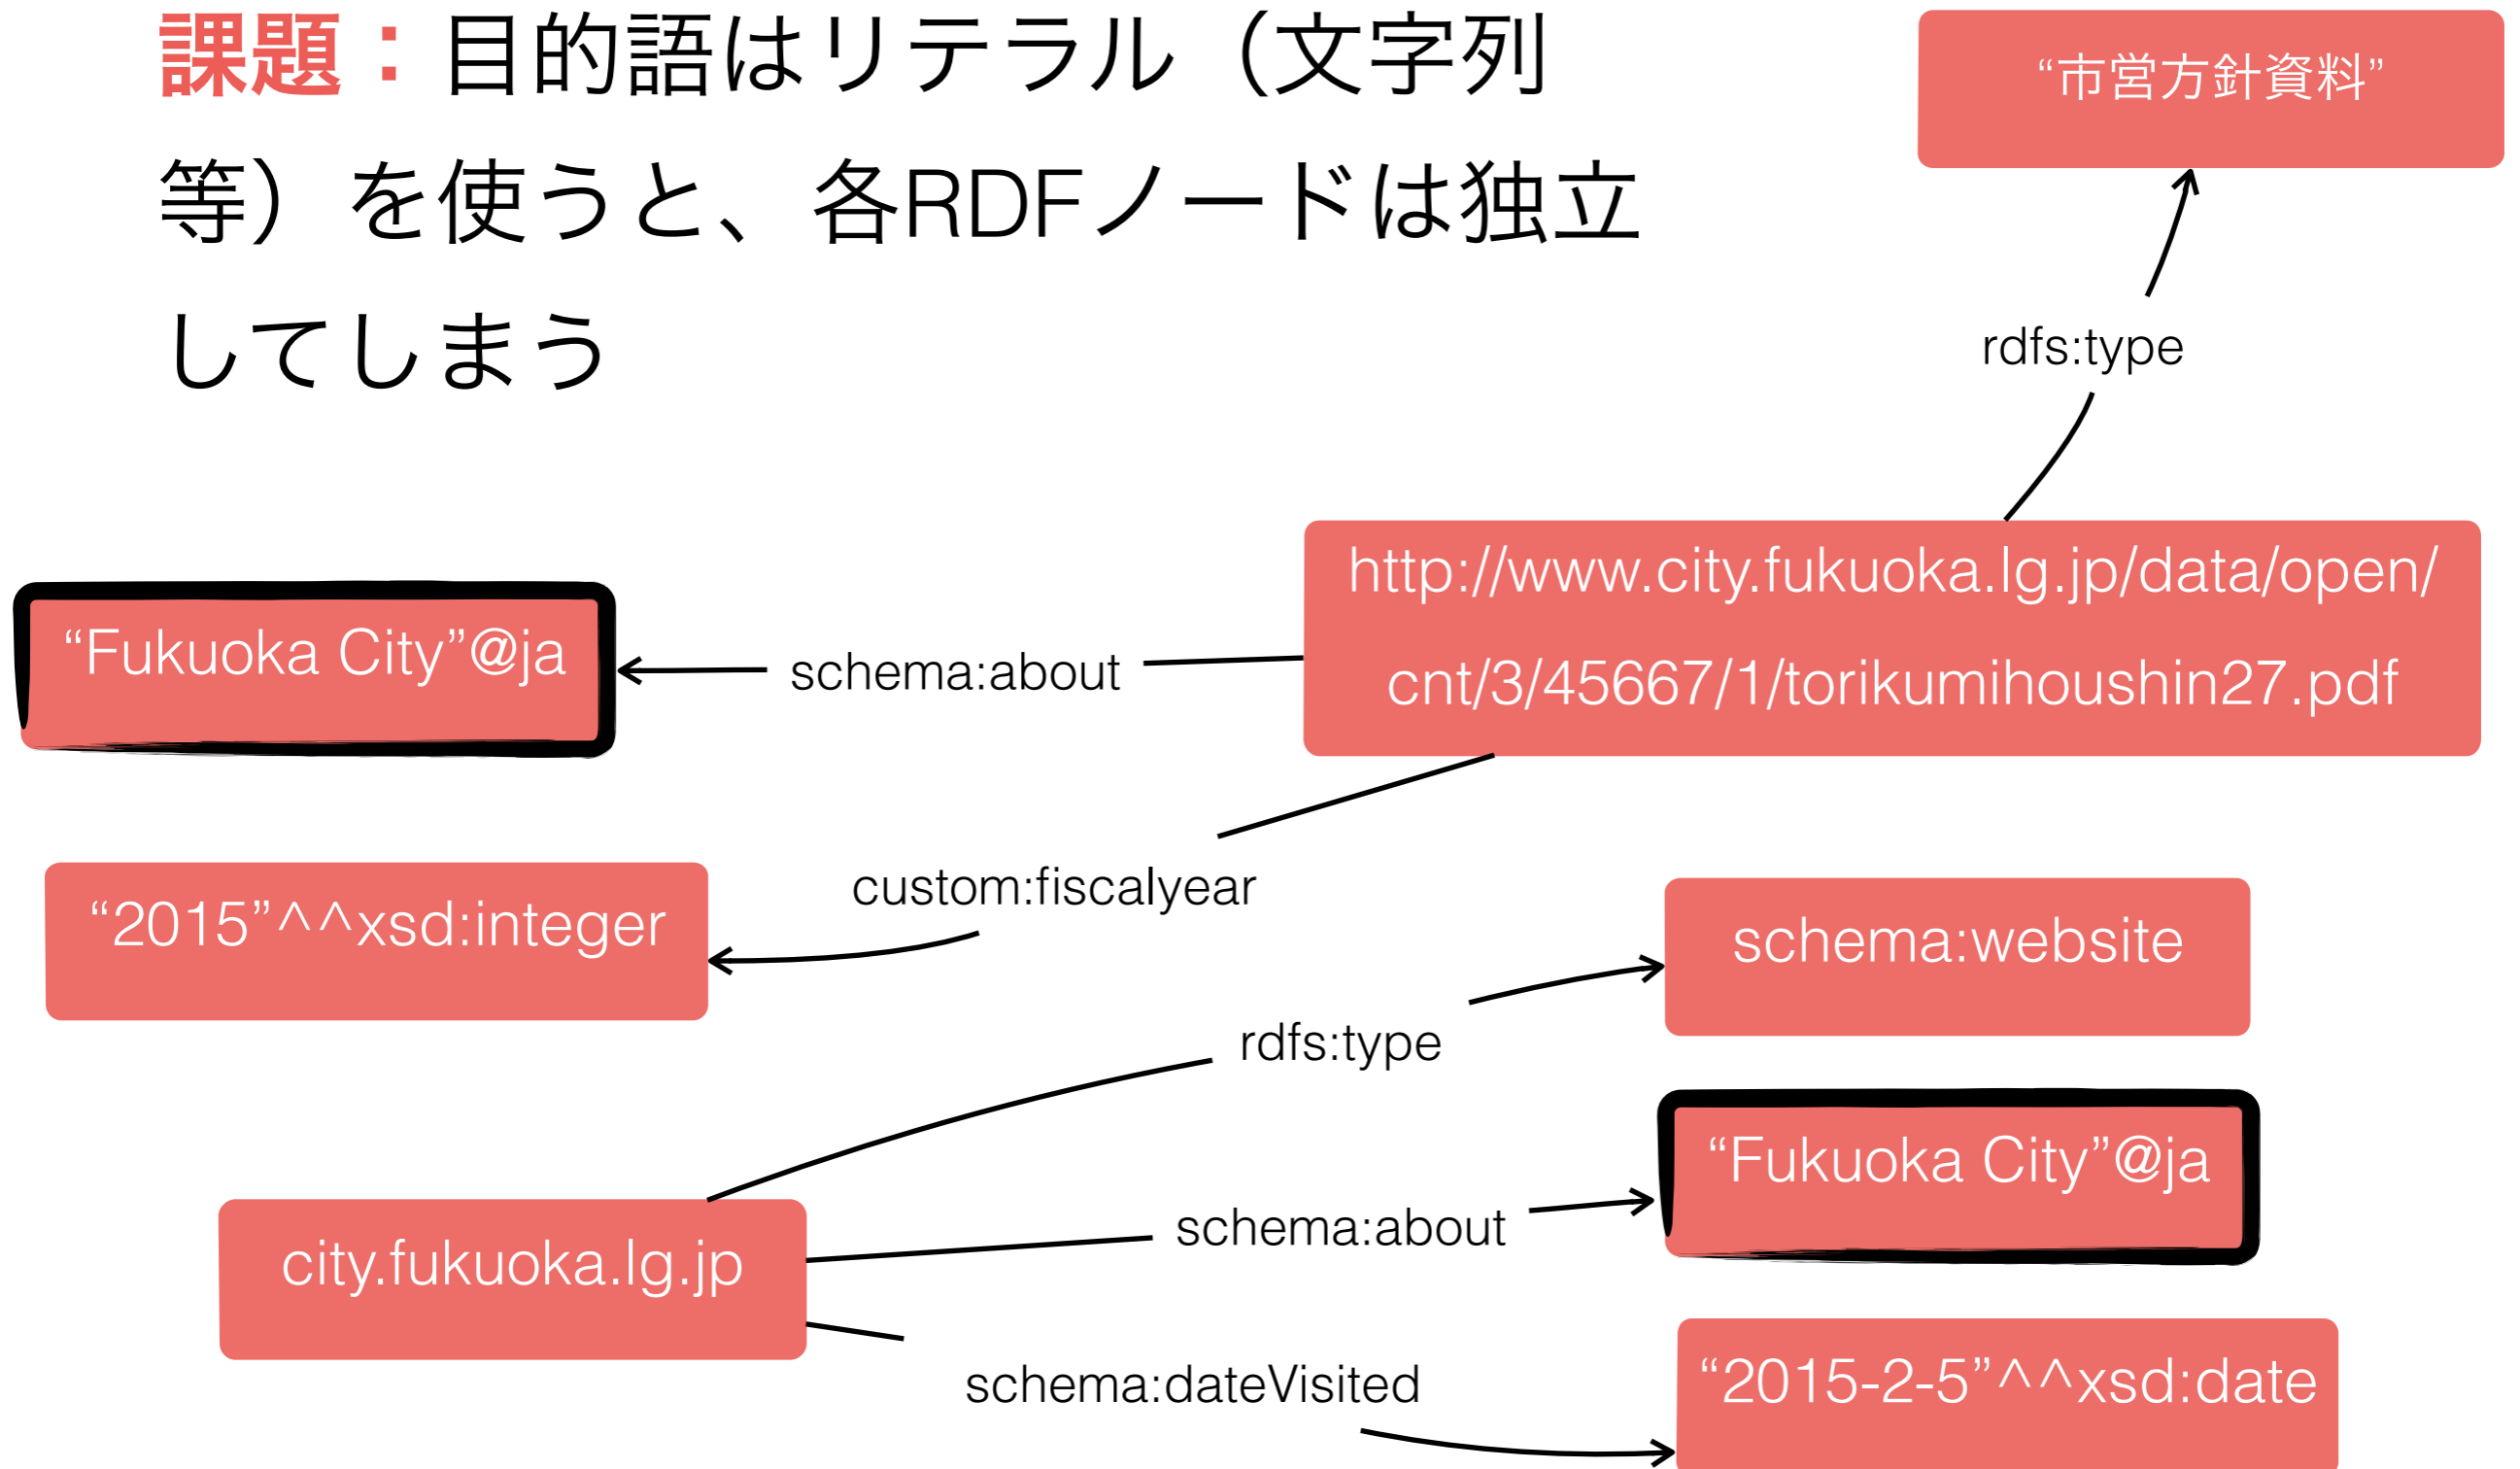 課題：目的語はリテラル（文字列
等）を使うと、各RDFノードは独立
してしまう
“市営方針資料”
rdfs:type
http://www.city.fukuoka.lg.jp/data/open/
cnt/3/45667/1/torikumihoushin27.pdf
“Fukuoka City”@ja
schema:about
custom:fiscalyear
“2015”^^xsd:integer
schema:website
rdfs:type
“Fukuoka City”@ja
schema:about
city.fukuoka.lg.jp
schema:dateVisited
“2015-2-5”^^xsd:date